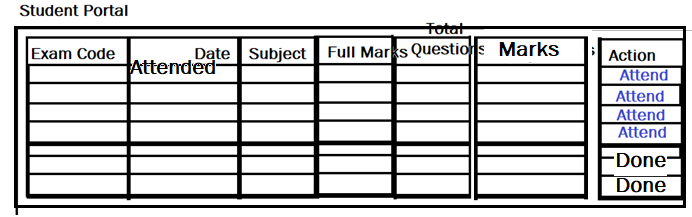 Student Portal
Exam Code Date Attended Subject Full Marks Total Questions Marks Action
Attend
Attend
Attend
Attend
Done
Done